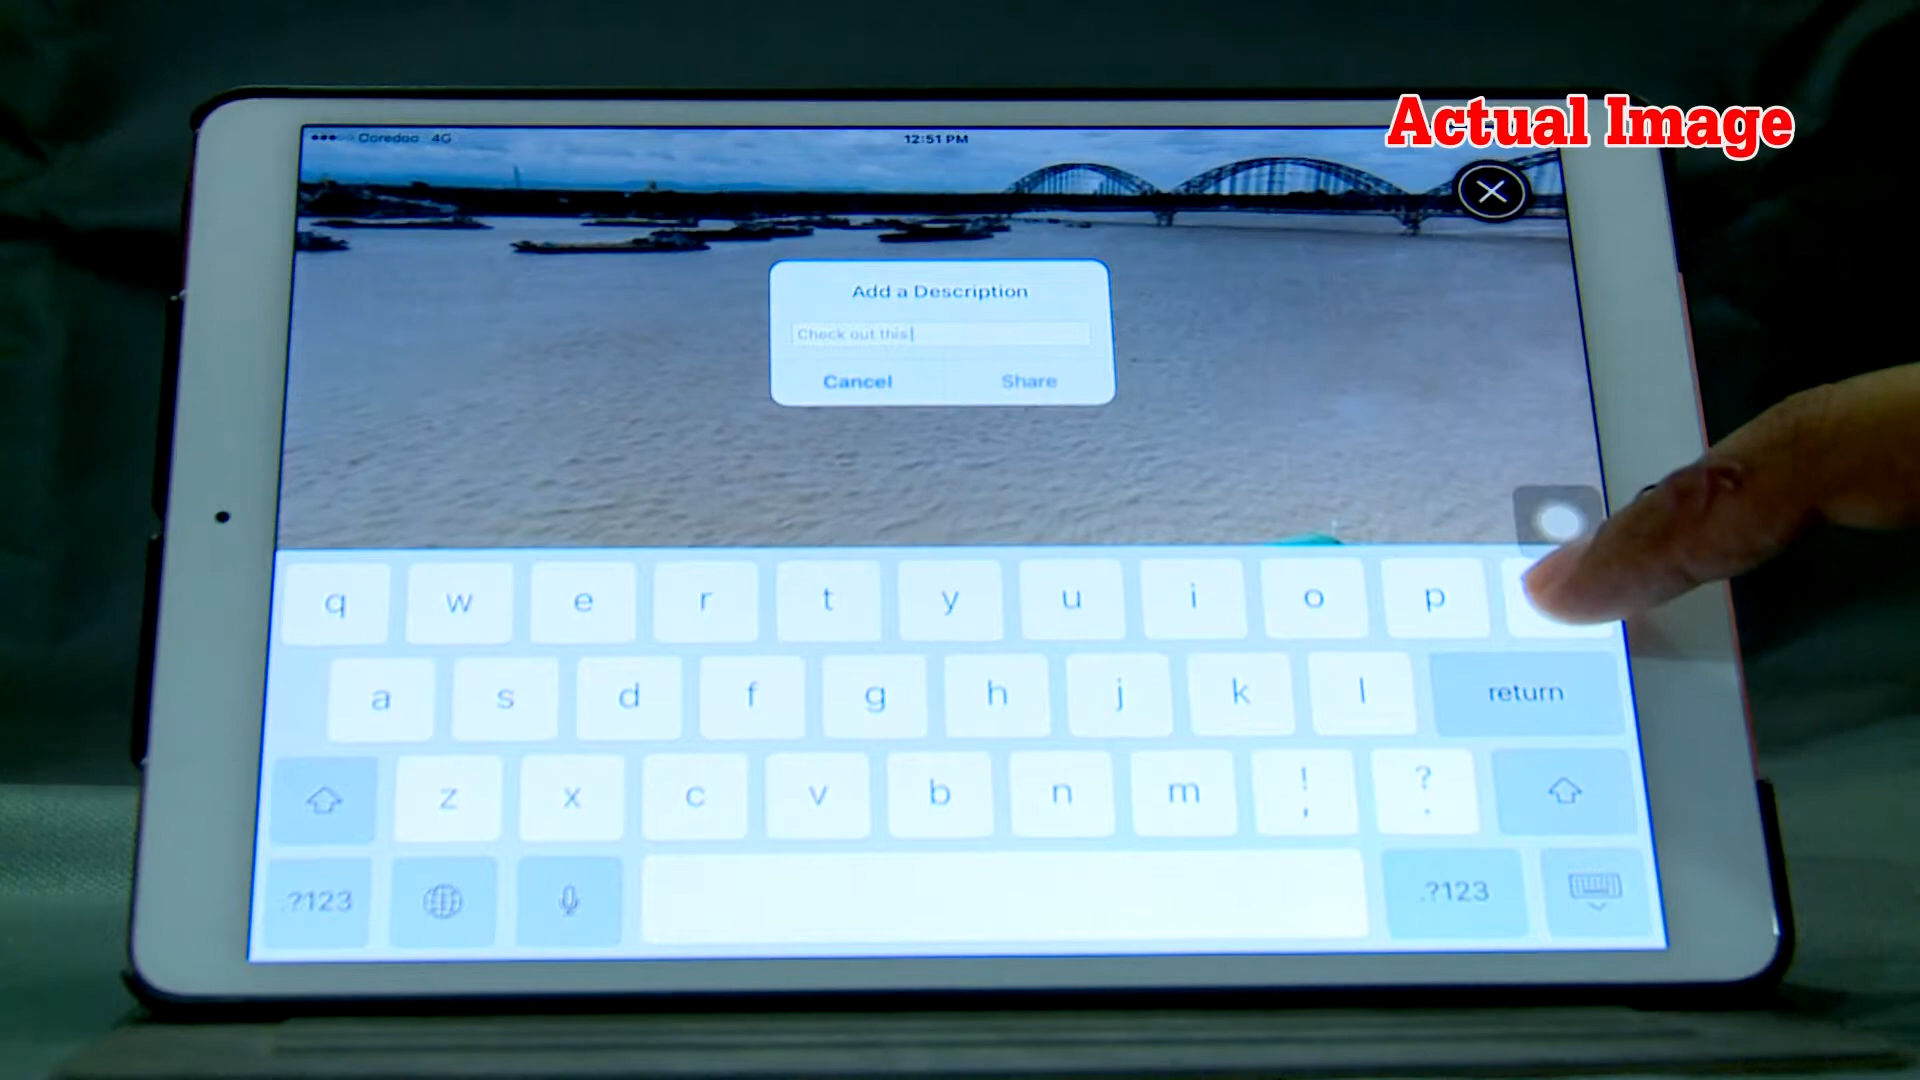 Actual Image
Ooredoo 4G
12:51 PM
Add a Description
Check out this
Cancel
Share
q w e r t y u i o p
a s d f g h j k l return
z x c v b n m ! , ? .
.?123
.?123